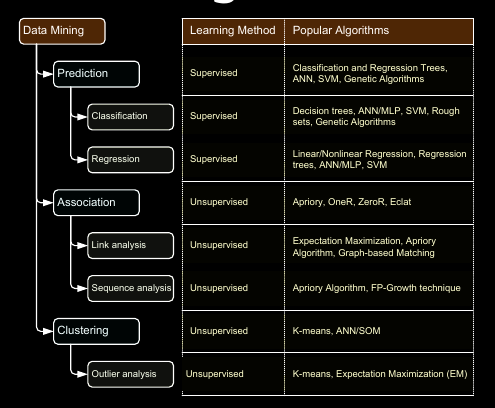 Data Mining
Learning Method
Popular Algorithms
Prediction
Supervised
Classification and Regression Trees,
ANN, SVM, Genetic Algorithms
Classification
Supervised
Decision trees, ANN/MLP, SVM, Rough
sets, Genetic Algorithms
Regression
Supervised
Linear/Nonlinear Regression, Regression
trees, ANN/MLP, SVM
Association
Unsupervised
Apriory, OneR, ZeroR, Eclat
Link analysis
Unsupervised
Expectation Maximization, Apriory
Algorithm, Graph-based Matching
Sequence analysis
Unsupervised
Apriory Algorithm, FP-Growth technique
Clustering
Unsupervised
K-means, ANN/SOM
Outlier analysis
Unsupervised
K-means, Expectation Maximization (EM)